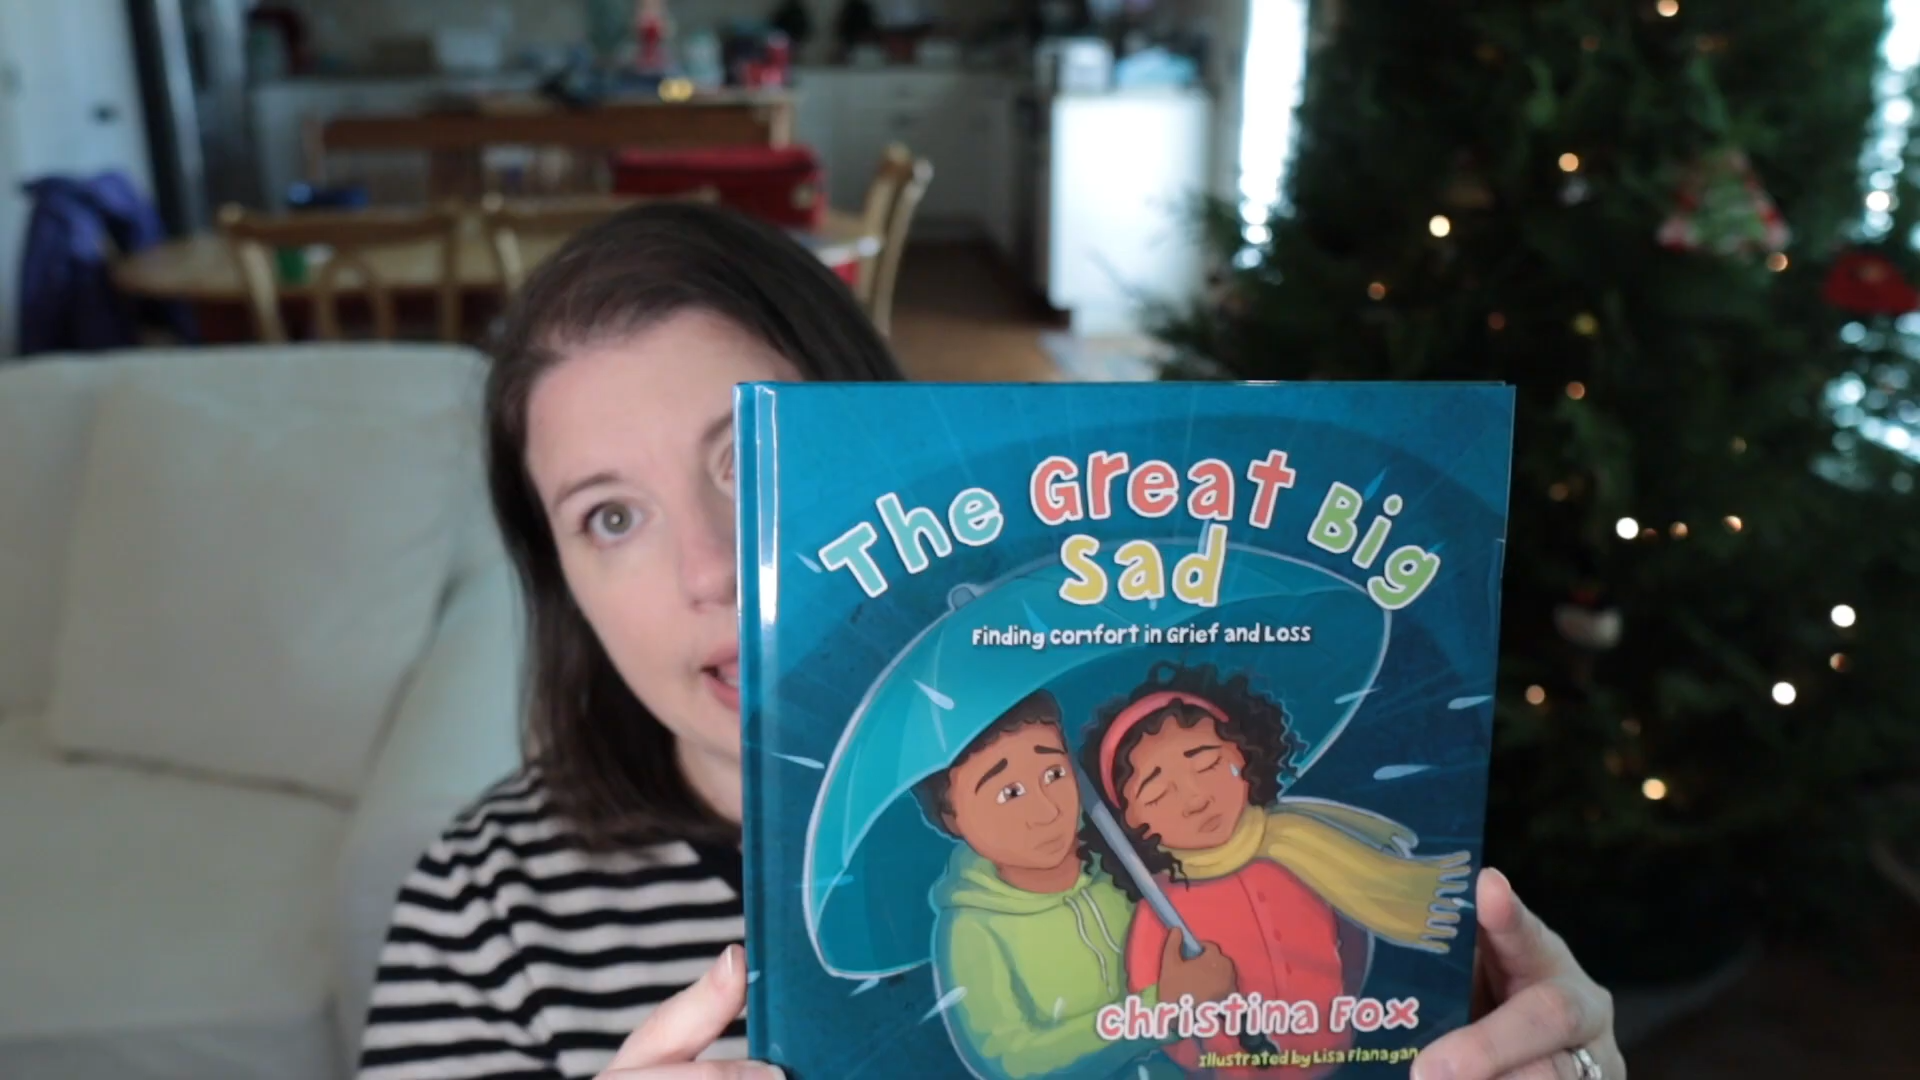 The Great Big
Sad
Finding Comfort in Grief and Loss
Christina Fox
Illustrated by Lisa Flanagan